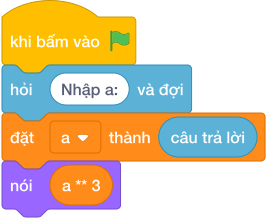 khi bấm vào
hỏi Nhập a: và đợi
đặt a thành câu trả lời
nói a ** 3